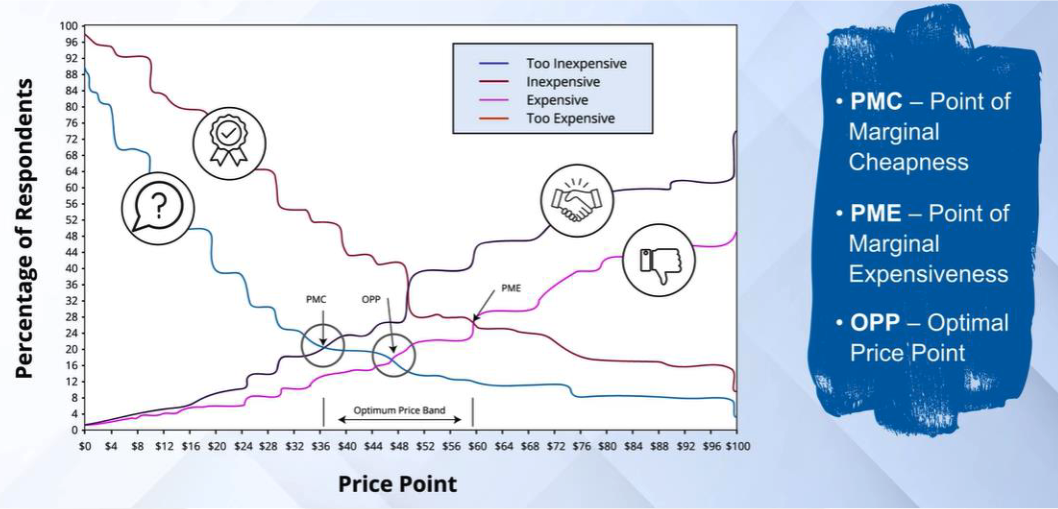 100
96
92
88
84
80
76
72
68
64
60
56
52
48
44
40
36
32
28
24
20
16
12
8
4
0
Percentage of Respondents
Too Inexpensive
Inexpensive
Expensive
Too Expensive
?
PMC
OPP
PME
Optimum Price Band
$0 $4 $8 $12 $16 $20 $24 $28 $32 $36 $40 $44 $48 $52 $56 $60 $64 $68 $72 $76 $80 $84 $88 $92 $96 $100
Price Point
• PMC – Point of
Marginal
Cheapness
• PME – Point of
Marginal
Expensiveness
• OPP – Optimal
Price Point